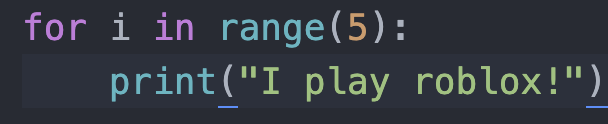 for i in range(5):
    print("I play roblox!")